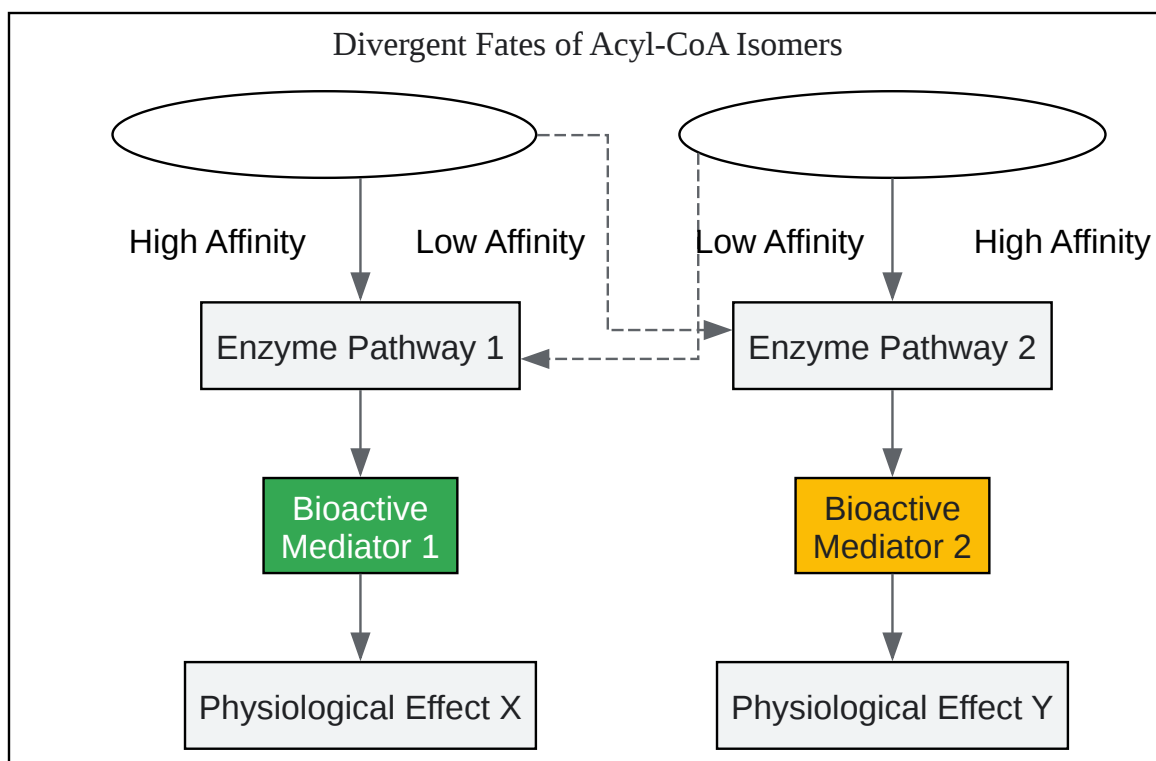 Divergent Fates of Acyl-CoA Isomers
High Affinity
Low Affinity
Low Affinity
High Affinity
Enzyme Pathway 1
Enzyme Pathway 2
Bioactive
Mediator 1
Bioactive
Mediator 2
Physiological Effect X
Physiological Effect Y